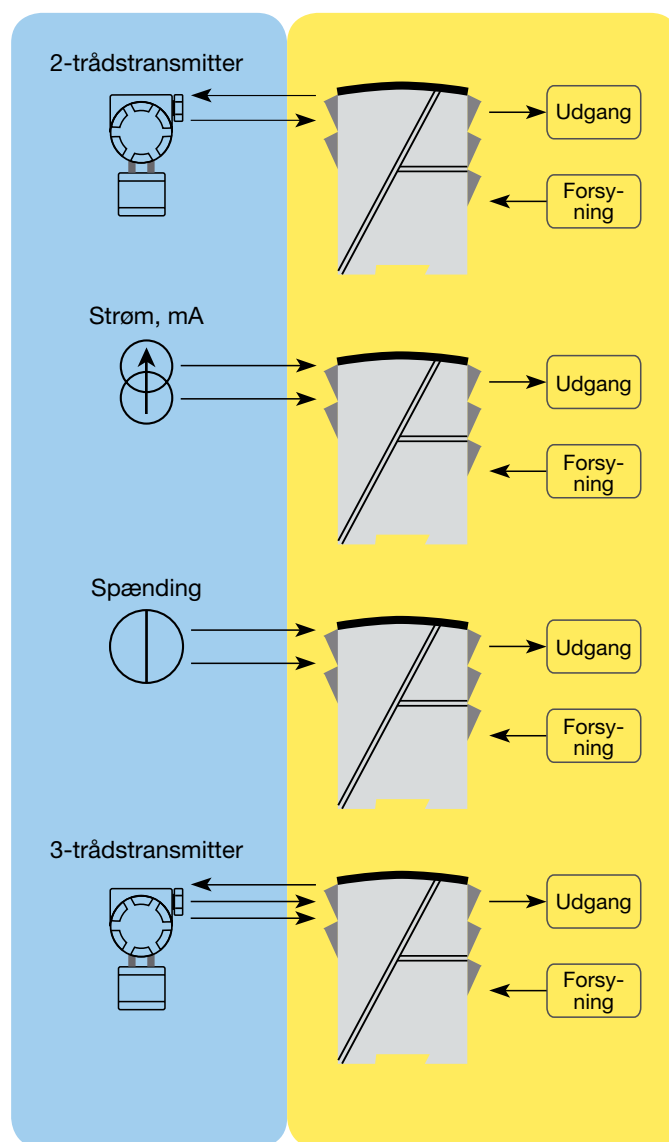 2-trådstransmitter
Udgang
Forsy-
ning
Strøm, mA
Udgang
Forsy-
ning
Spænding
Udgang
Forsy-
ning
3-trådstransmitter
Udgang
Forsy-
ning